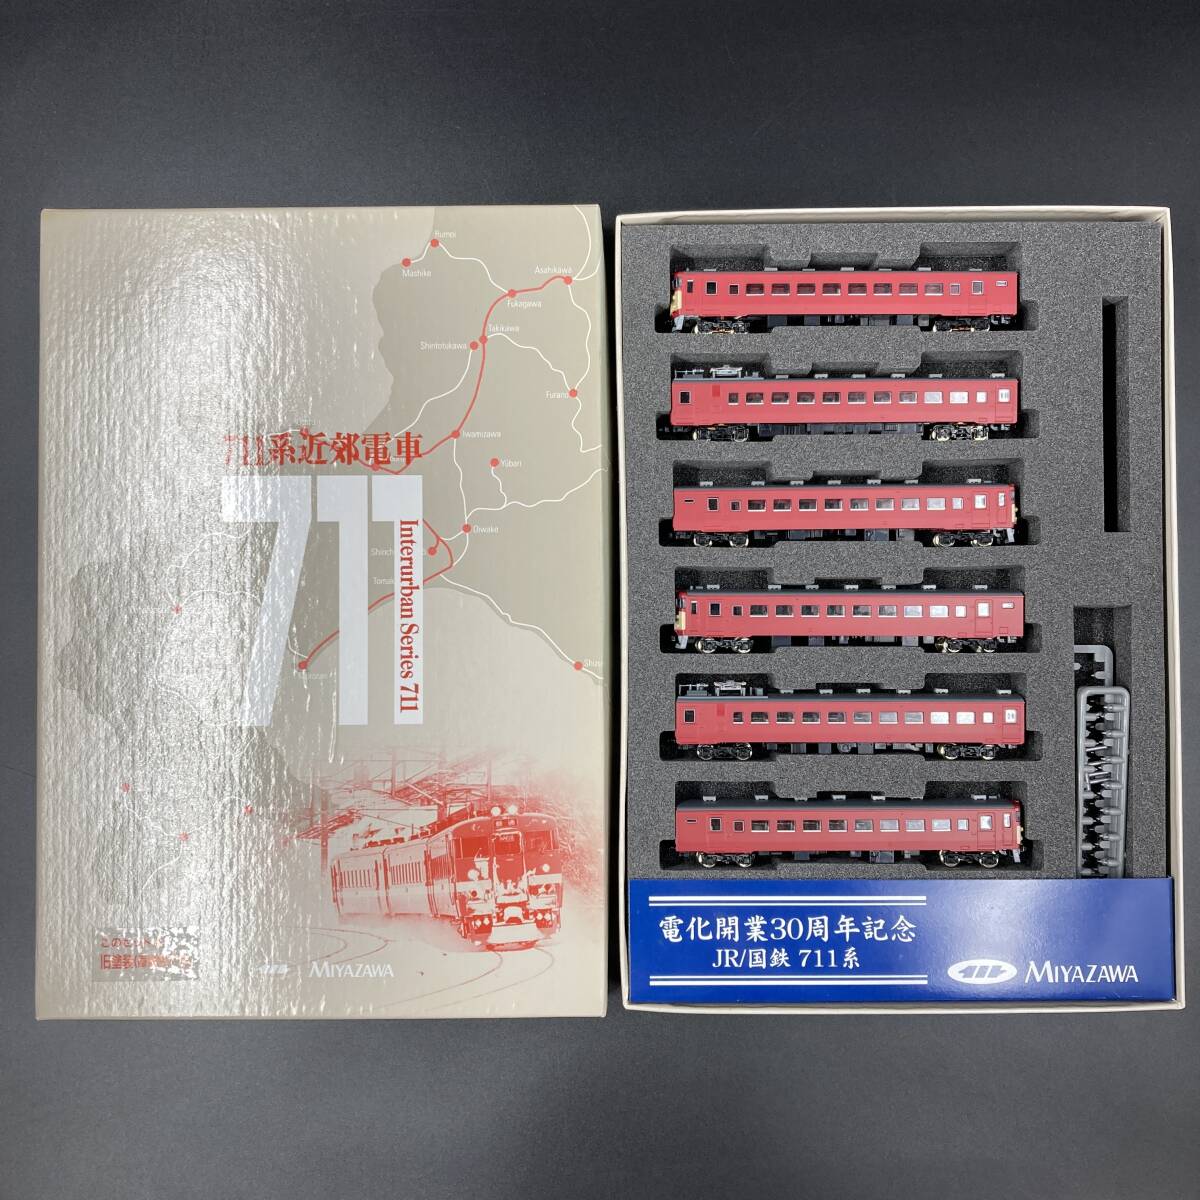 Rumoi
Mashike
Asahikawa
Fukagawa
Takikawa
Shintotsukawa
Furano
711系近郊電車
Iwamizawa
Yūbari
711
Interurban Series 711
Oiwake
MIYAZAWA
電化開業30周年記念
JR/国鉄 711系
MIYAZAWA